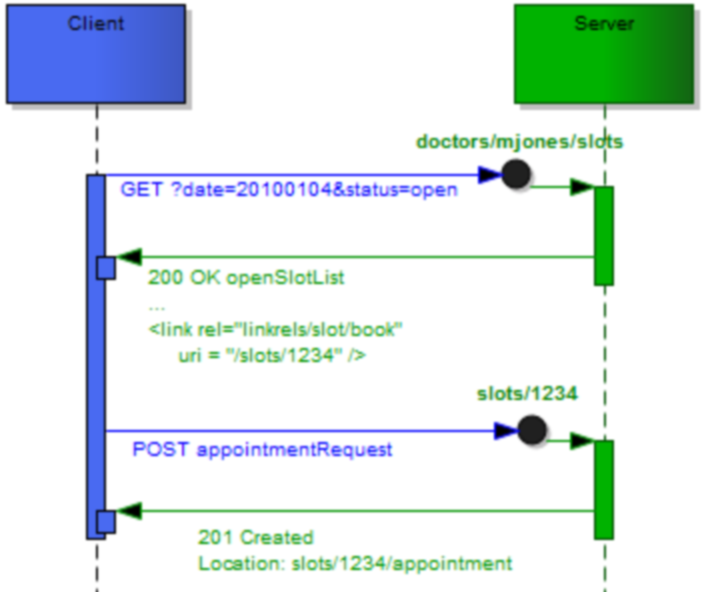 Client
Server
doctors/mjones/slots
GET ?date=20100104&status=open
200 OK openSlotList
...
<link rel="linkrels/slot/book"
uri = "/slots/1234" />
slots/1234
POST appointmentRequest
201 Created
Location: slots/1234/appointment